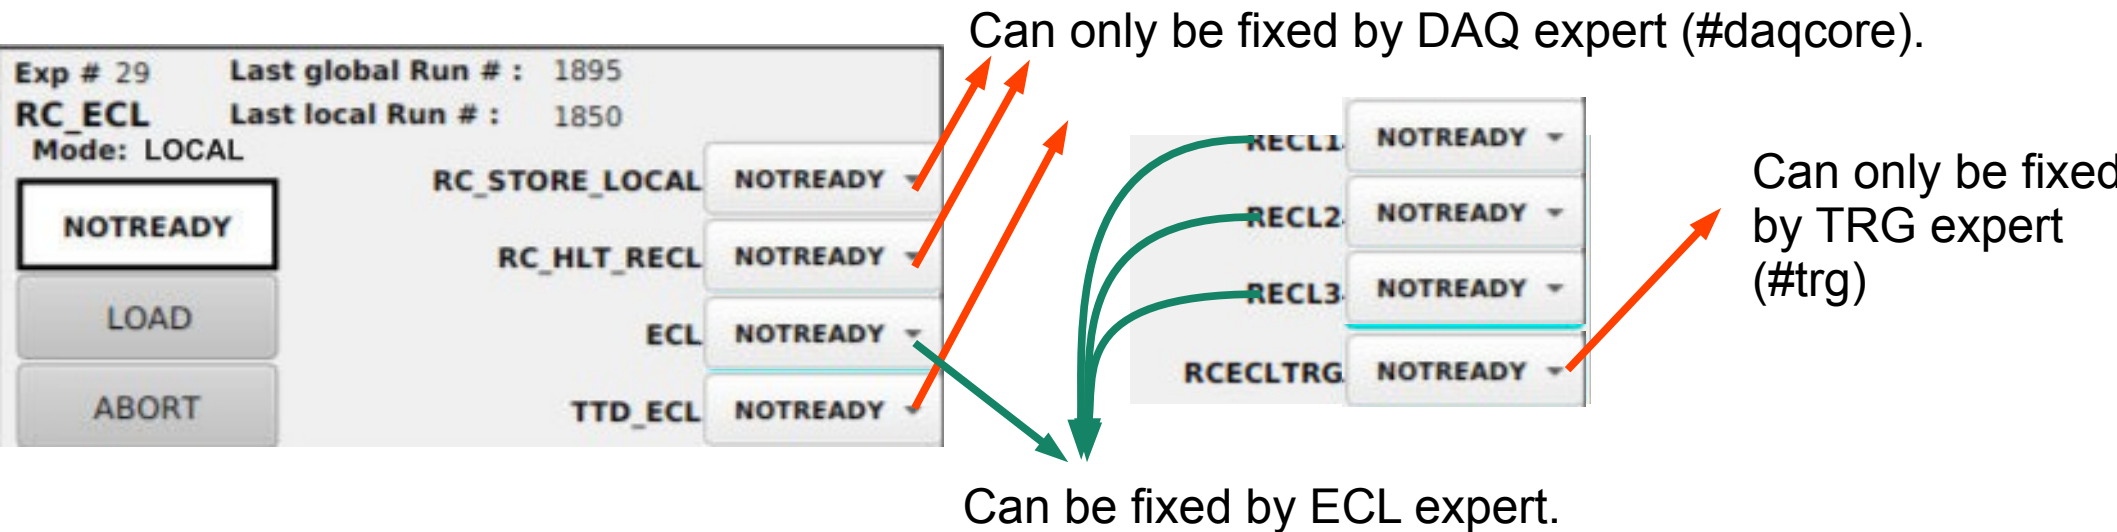 Can only be fixed by DAQ expert (#daqcore).
Exp # 29 Last global Run # : 1895
RC_ECL Last local Run # : 1850
Mode: LOCAL
NOTREADY
LOAD
ABORT
RC_STORE_LOCAL NOTREADY
RC_HLT_RECL NOTREADY
ECL NOTREADY
TTD_ECL NOTREADY
RECL1 NOTREADY
RECL2 NOTREADY
RECL3 NOTREADY
RCECLTRG NOTREADY
Can only be fixed
by TRG expert
(#trg)
Can be fixed by ECL expert.